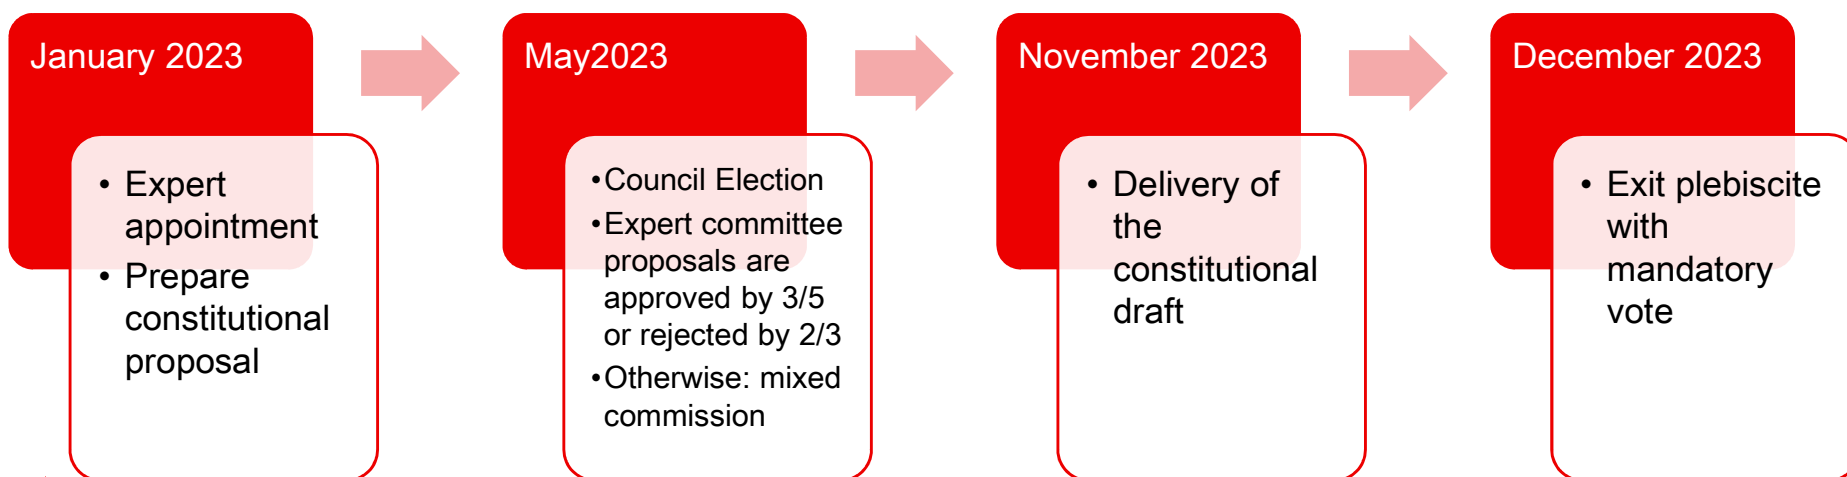 January 2023
• Expert
appointment
• Prepare
constitutional
proposal
May2023
•Council Election
•Expert committee
proposals are
approved by 3/5
or rejected by 2/3
•Otherwise: mixed
commission
November 2023
• Delivery of
the
constitutional
draft
December 2023
• Exit plebiscite
with
mandatory
vote